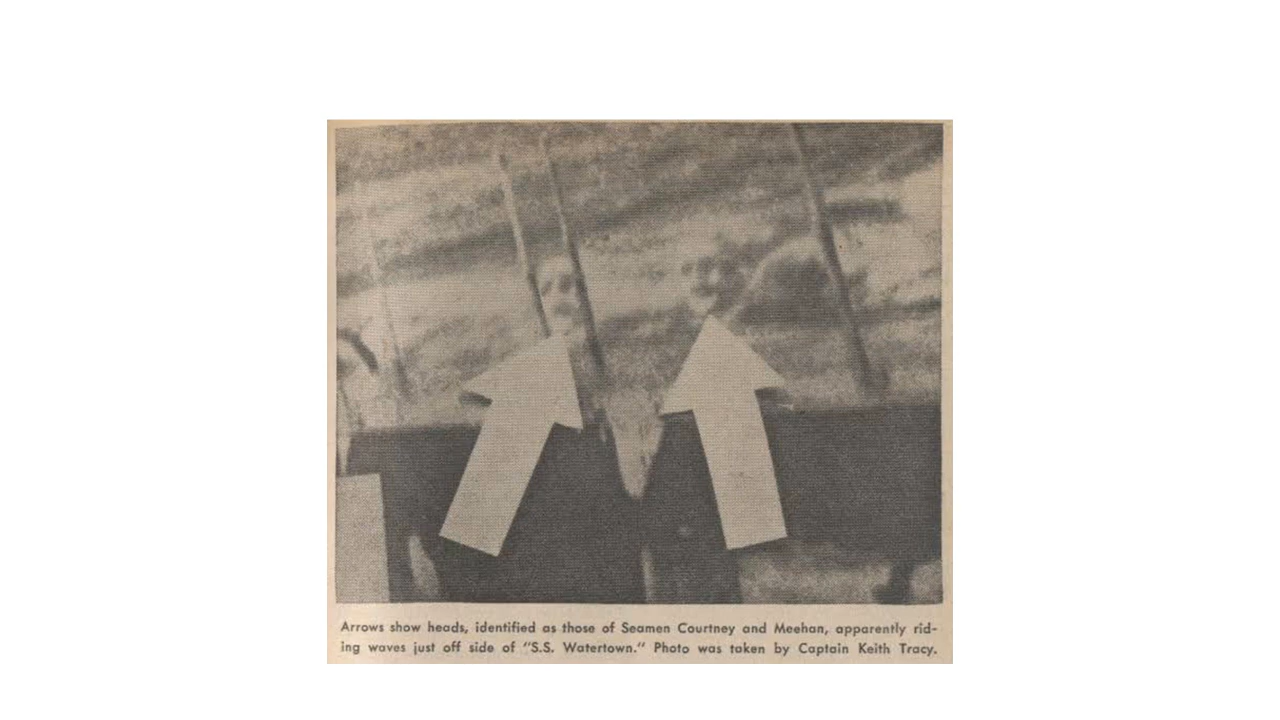 Arrows show heads, identified as those of Seamen Courtney and Meehan, apparently rid-
ing waves just off side of "S.S. Watertown." Photo was taken by Captain Keith Tracy.